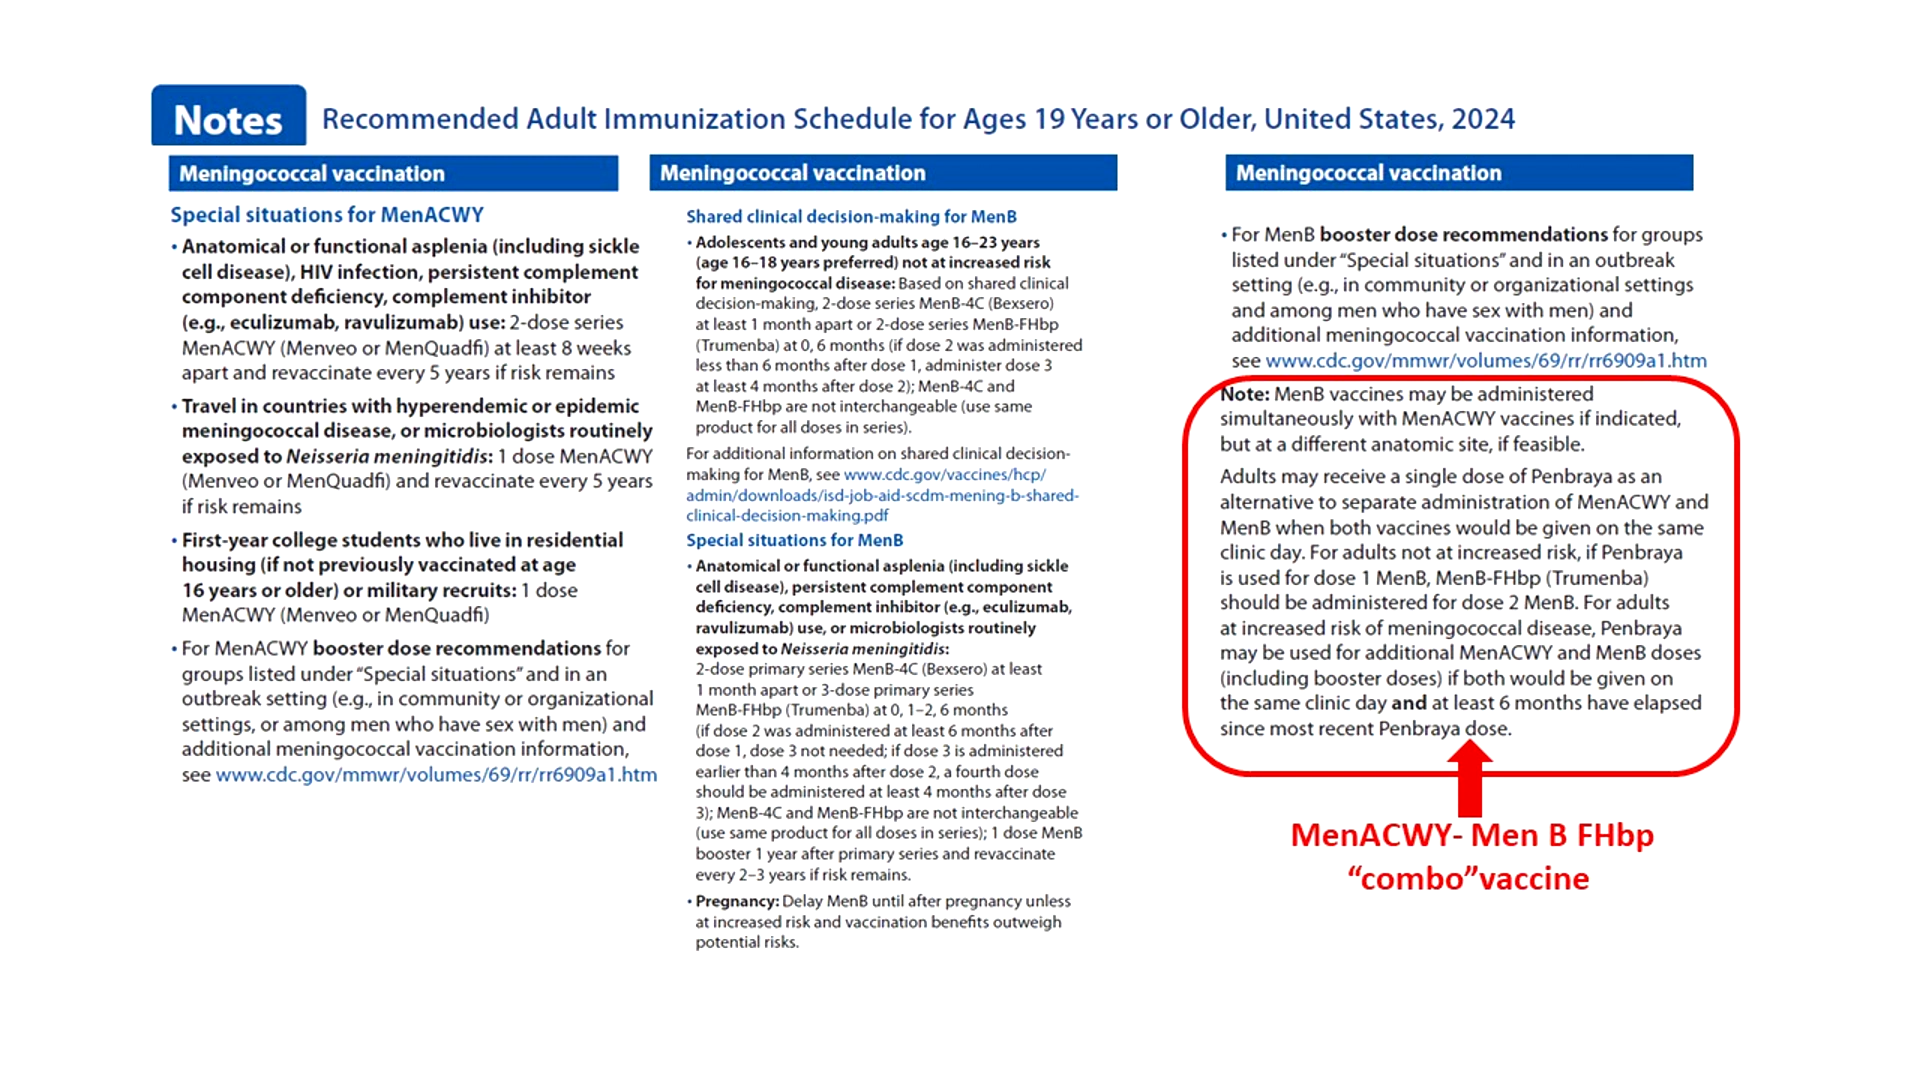 Notes
Recommended Adult Immunization Schedule for Ages 19 Years or Older, United States, 2024
Meningococcal vaccination
Special situations for MenACWY
• Anatomical or functional asplenia (including sickle
cell disease), HIV infection, persistent complement
component deficiency, complement inhibitor
(e.g., eculizumab, ravulizumab) use: 2-dose series
MenACWY (Menveo or MenQuadfi) at least 8 weeks
apart and revaccinate every 5 years if risk remains
• Travel in countries with hyperendemic or epidemic
meningococcal disease, or microbiologists routinely
exposed to Neisseria meningitidis: 1 dose MenACWY
(Menveo or MenQuadfi) and revaccinate every 5 years
if risk remains
• First-year college students who live in residential
housing (if not previously vaccinated at age
16 years or older) or military recruits: 1 dose
MenACWY (Menveo or MenQuadfi)
• For MenACWY booster dose recommendations for
groups listed under “Special situations” and in an
outbreak setting (e.g., in community or organizational
settings, or among men who have sex with men) and
additional meningococcal vaccination information,
see www.cdc.gov/mmwr/volumes/69/rr/rr6909a1.htm
Meningococcal vaccination
Shared clinical decision-making for MenB
• Adolescents and young adults age 16–23 years
(age 16–18 years preferred) not at increased risk
for meningococcal disease: Based on shared clinical
decision-making, 2-dose series MenB-4C (Bexsero)
at least 1 month apart or 2-dose series MenB-FHbp
(Trumenba) at 0, 6 months (if dose 2 was administered
less than 6 months after dose 1, administer dose 3
at least 4 months after dose 2); MenB-4C and
MenB-FHbp are not interchangeable (use same
product for all doses in series).
For additional information on shared clinical decision-
making for MenB, see www.cdc.gov/vaccines/hcp/
admin/downloads/isd-job-aid-scdm-mening-b-shared-
clinical-decision-making.pdf
Special situations for MenB
• Anatomical or functional asplenia (including sickle
cell disease), persistent complement component
deficiency, complement inhibitor (e.g., eculizumab,
ravulizumab) use, or microbiologists routinely
exposed to Neisseria meningitidis:
2-dose primary series MenB-4C (Bexsero) at least
1 month apart or 3-dose primary series
MenB-FHbp (Trumenba) at 0, 1–2, 6 months
(if dose 2 was administered at least 6 months after
dose 1, dose 3 not needed; if dose 3 is administered
earlier than 4 months after dose 2, a fourth dose
should be administered at least 4 months after dose
3); MenB-4C and MenB-FHbp are not interchangeable
(use same product for all doses in series); 1 dose MenB
booster 1 year after primary series and revaccinate
every 2–3 years if risk remains.
• Pregnancy: Delay MenB until after pregnancy unless
at increased risk and vaccination benefits outweigh
potential risks.
Meningococcal vaccination
• For MenB booster dose recommendations for groups
listed under “Special situations” and in an outbreak
setting (e.g., in community or organizational settings
and among men who have sex with men) and
additional meningococcal vaccination information,
see www.cdc.gov/mmwr/volumes/69/rr/rr6909a1.htm
Note: MenB vaccines may be administered
simultaneously with MenACWY vaccines if indicated,
but at a different anatomic site, if feasible.
Adults may receive a single dose of Penbraya as an
alternative to separate administration of MenACWY and
MenB when both vaccines would be given on the same
clinic day. For adults not at increased risk, if Penbraya
is used for dose 1 MenB, MenB-FHbp (Trumenba)
should be administered for dose 2 MenB. For adults
at increased risk of meningococcal disease, Penbraya
may be used for additional MenACWY and MenB doses
(including booster doses) if both would be given on
the same clinic day and at least 6 months have elapsed
since most recent Penbraya dose.
MenACWY- Men B FHbp
“combo”vaccine